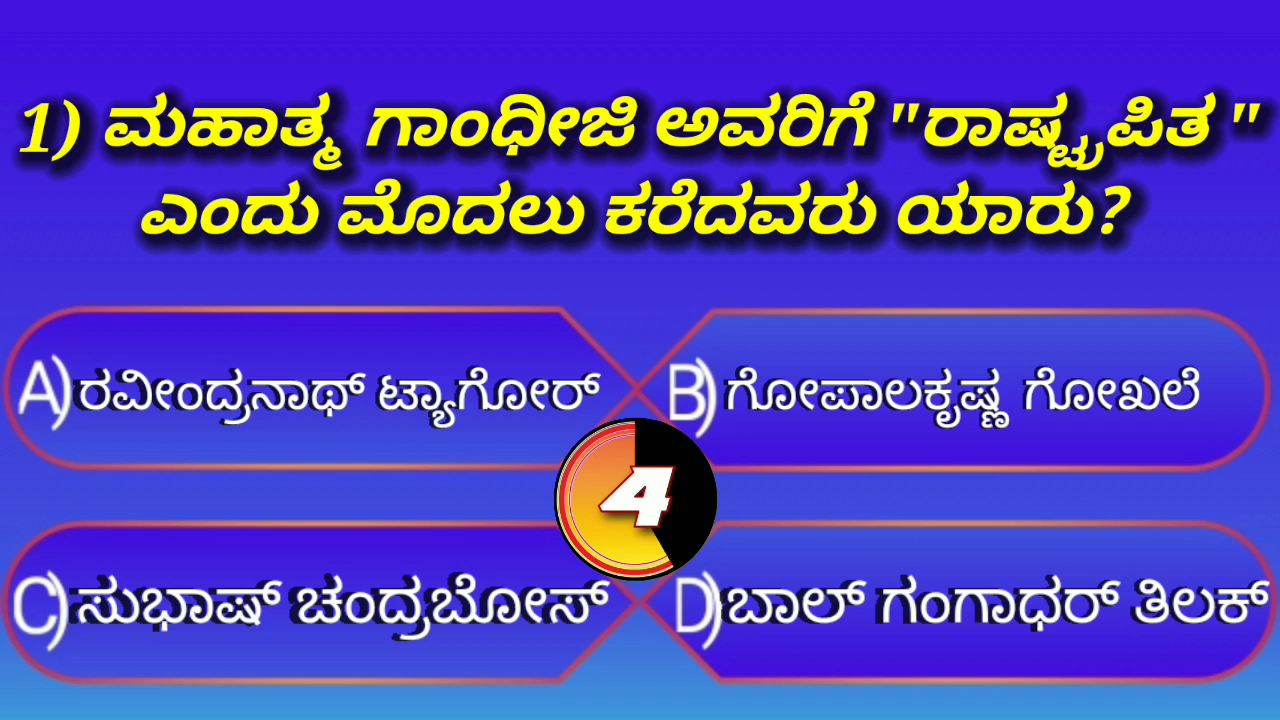 1) ಮಹಾತ್ಮ ಗಾಂಧೀಜಿ ಅವರಿಗೆ "ರಾಷ್ಟ್ರಪಿತ"
ಎಂದು ಮೊದಲು ಕರೆದವರು ಯಾರು?
A) ರವೀಂದ್ರನಾಥ್ ಟ್ಯಾಗೋರ್
B) ಗೋಪಾಲಕೃಷ್ಣ ಗೋಖಲೆ
4
C) ಸುಭಾಷ್ ಚಂದ್ರಬೋಸ್
D) ಬಾಲ್ ಗಂಗಾಧರ್ ತಿಲಕ್